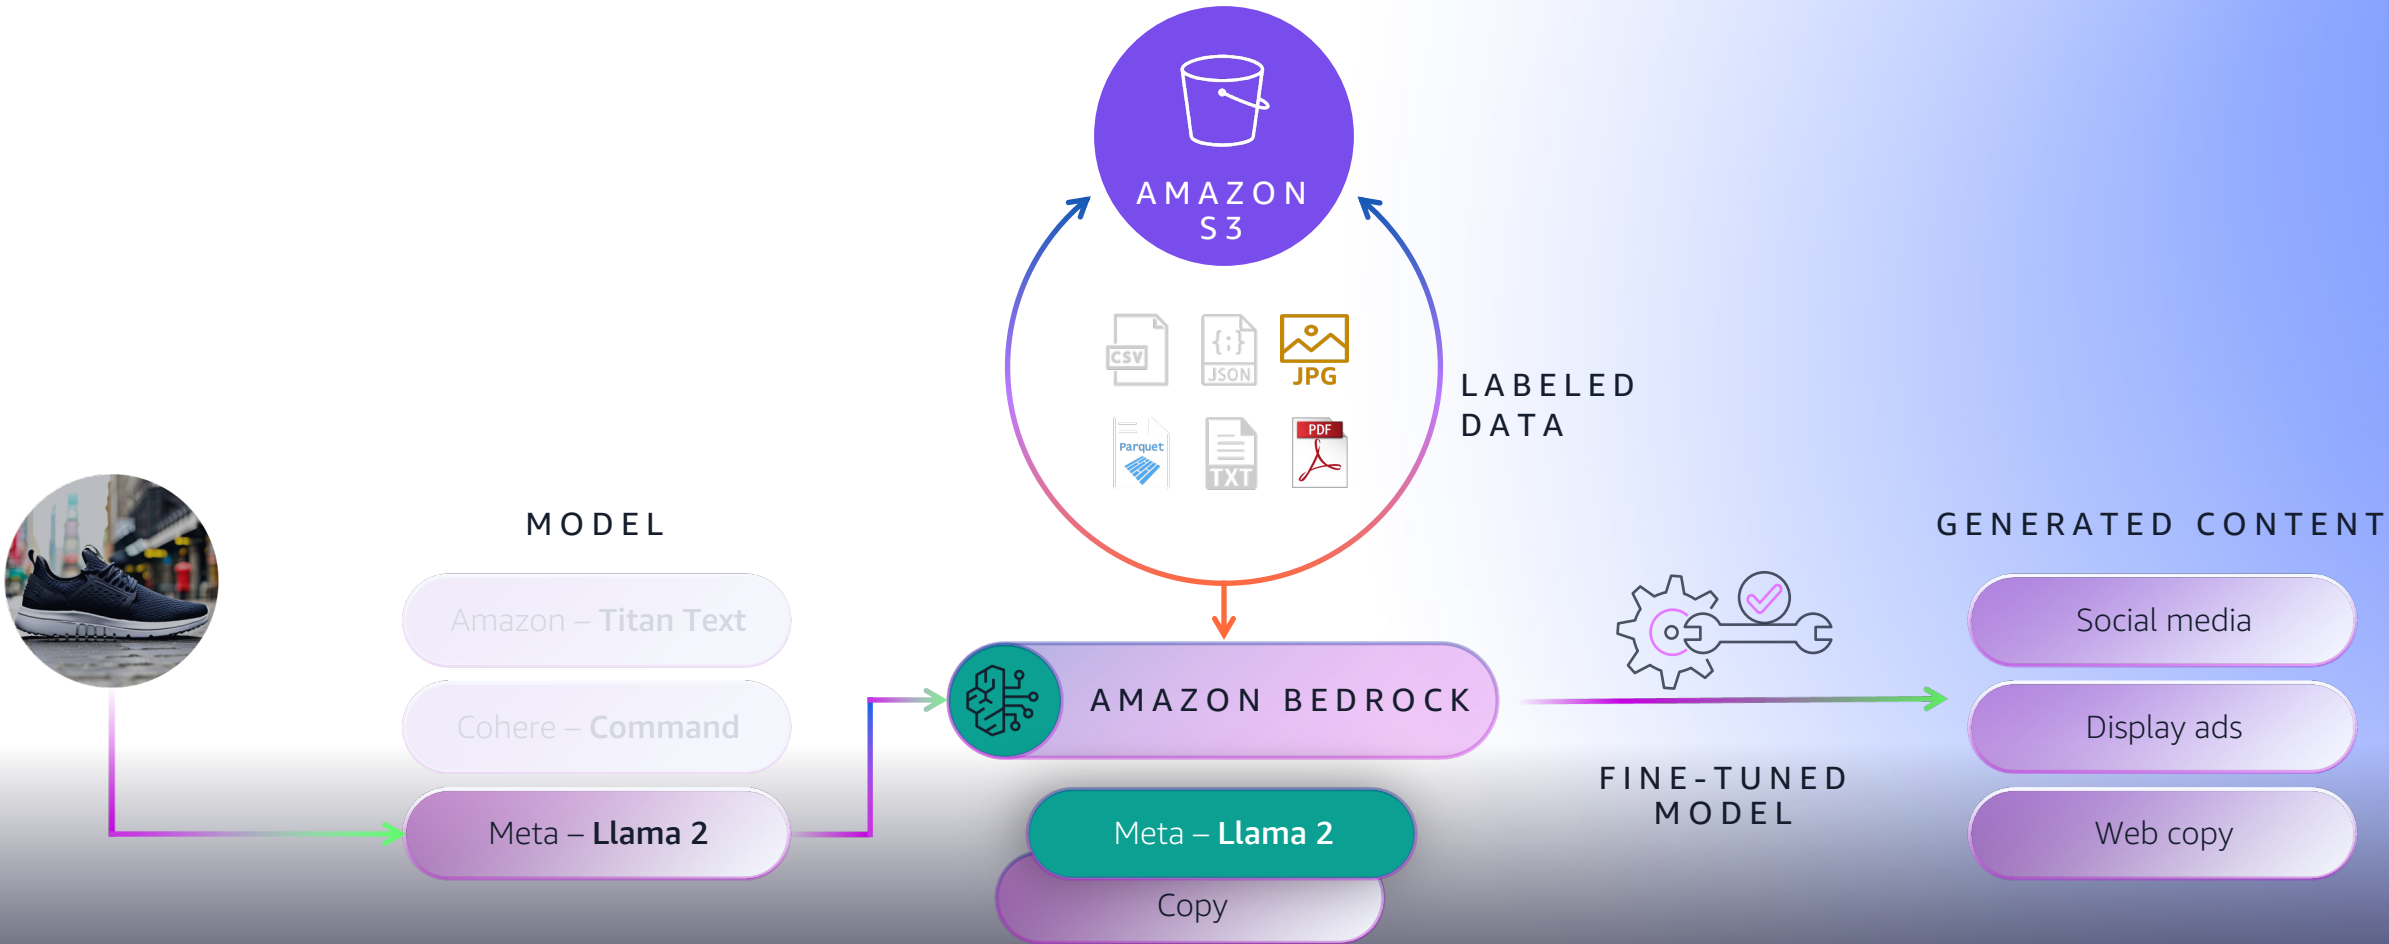 AMAZON
S3
CSV
{;}
JSON
JPG
Parquet
TXT
PDF
LABELED
DATA
MODEL
Amazon – Titan Text
Cohere – Command
Meta – Llama 2
AMAZON BEDROCK
Meta – Llama 2
Copy
FINE-TUNED
MODEL
GENERATED CONTENT
Social media
Display ads
Web copy